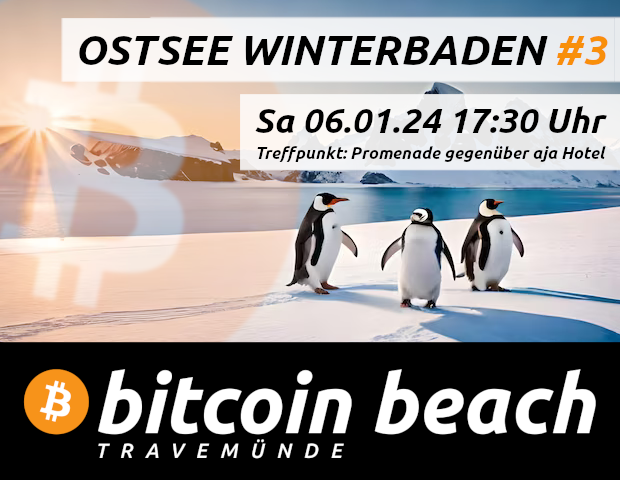 OSTSEE WINTERBADEN #3
Sa 06.01.24 17:30 Uhr
Treffpunkt: Promenade gegenüber aja Hotel
bitcoin beach
TRAVEMÜNDE